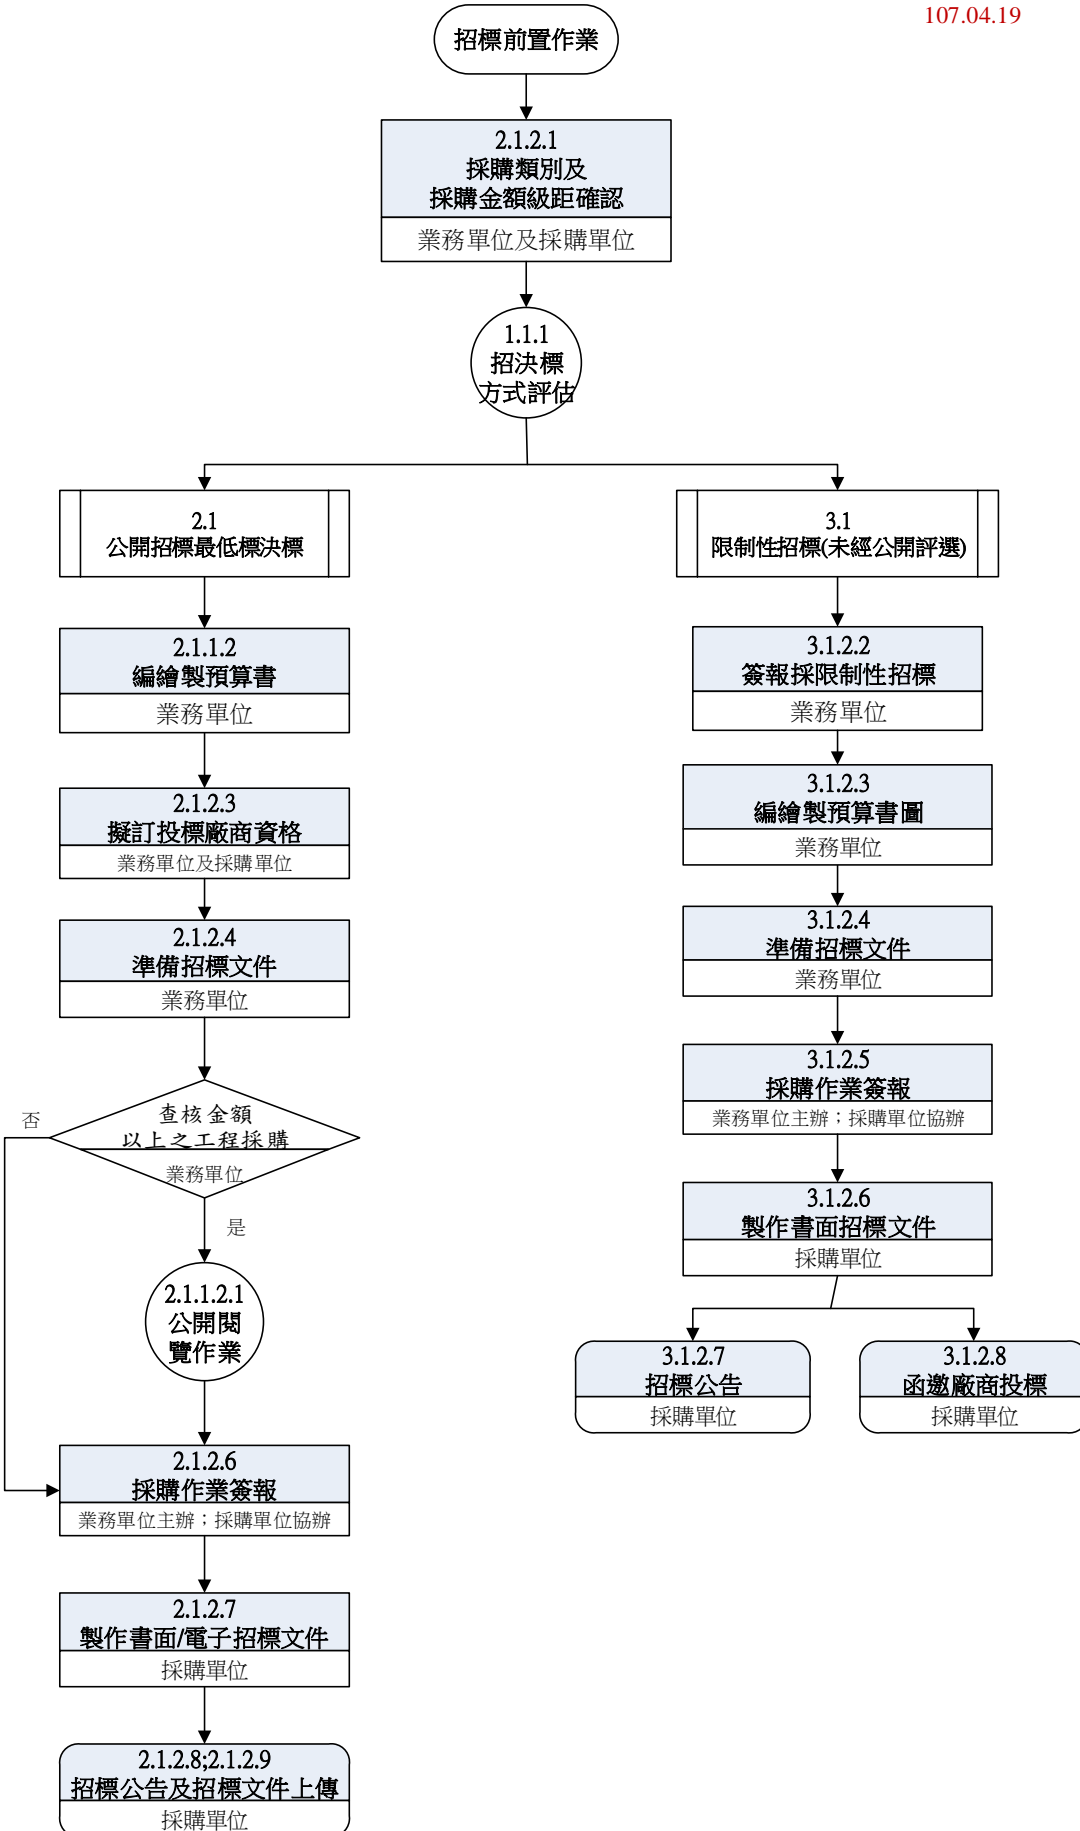 107.04.19
招標前置作業
2.1.2.1
採購類別及
採購金額級距確認
業務單位及採購單位
1.1.1
招決標
方式評估
2.1
公開招標最低標決標
2.1.1.2
編繪製預算書
業務單位
2.1.2.3
擬訂投標廠商資格
業務單位及採購單位
2.1.2.4
準備招標文件
業務單位
查核金額
以上之工程採購
業務單位
否
是
2.1.1.2.1
公開閱
覽作業
2.1.2.6
採購作業簽報
業務單位主辦；採購單位協辦
2.1.2.7
製作書面/電子招標文件
採購單位
2.1.2.8;2.1.2.9
招標公告及招標文件上傳
採購單位
3.1
限制性招標(未經公開評選)
3.1.2.2
簽報採限制性招標
業務單位
3.1.2.3
編繪製預算書圖
業務單位
3.1.2.4
準備招標文件
業務單位
3.1.2.5
採購作業簽報
業務單位主辦；採購單位協辦
3.1.2.6
製作書面招標文件
採購單位
3.1.2.7
招標公告
採購單位
3.1.2.8
函邀廠商投標
採購單位